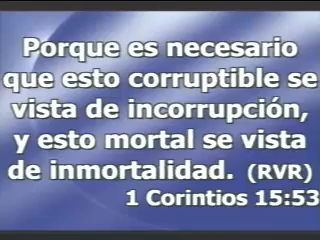 Porque es necesario
que esto corruptible se
vista de incorrupción,
y esto mortal se vista
de inmortalidad. (RVR)
1 Corintios 15:53